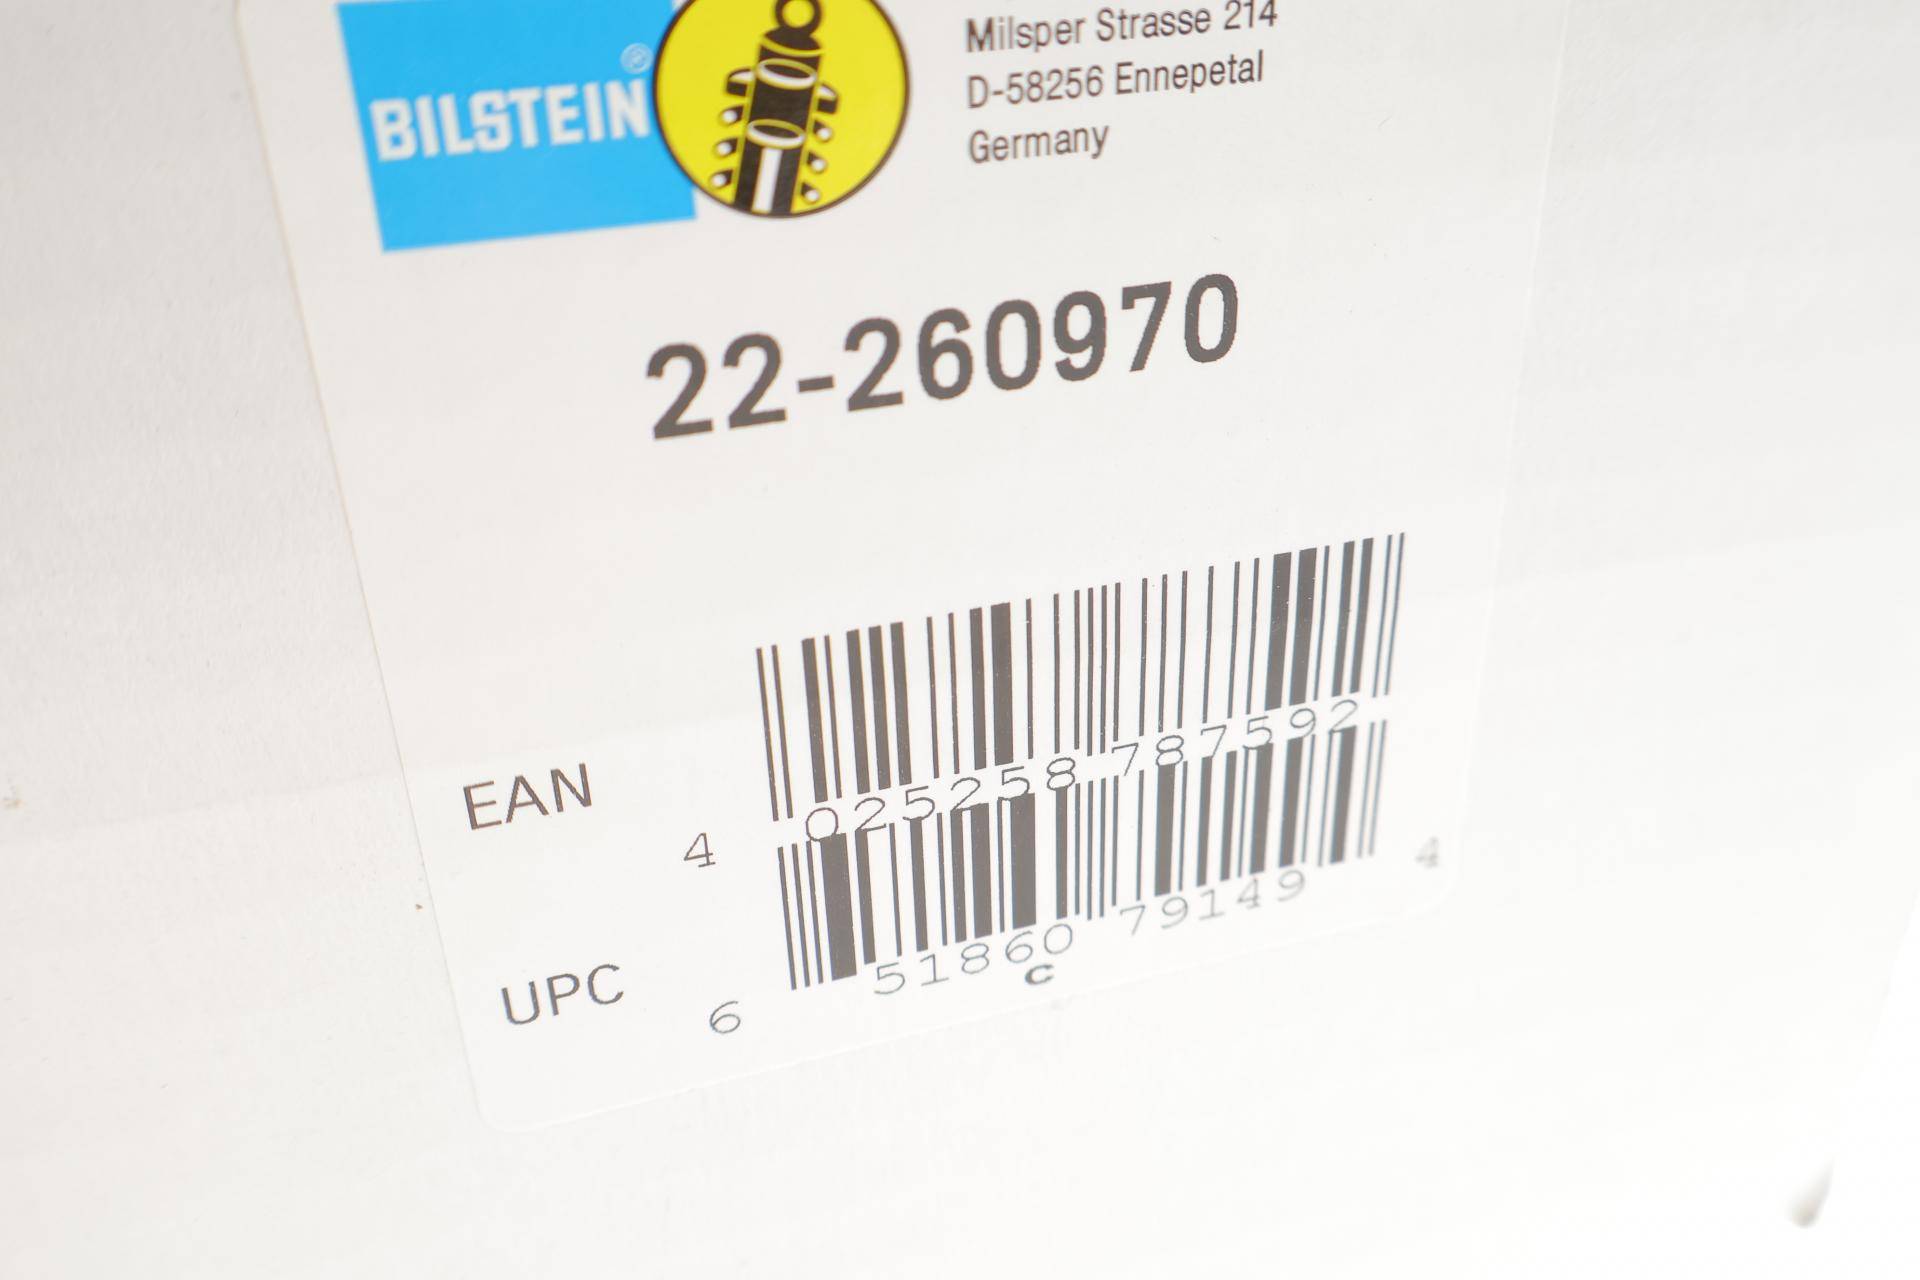 BILSTEIN®
Milsper Strasse 214
D-58256 Ennepetal
Germany
22-260970
EAN
4 025258 787592
UPC
6 51860 79149 4
C